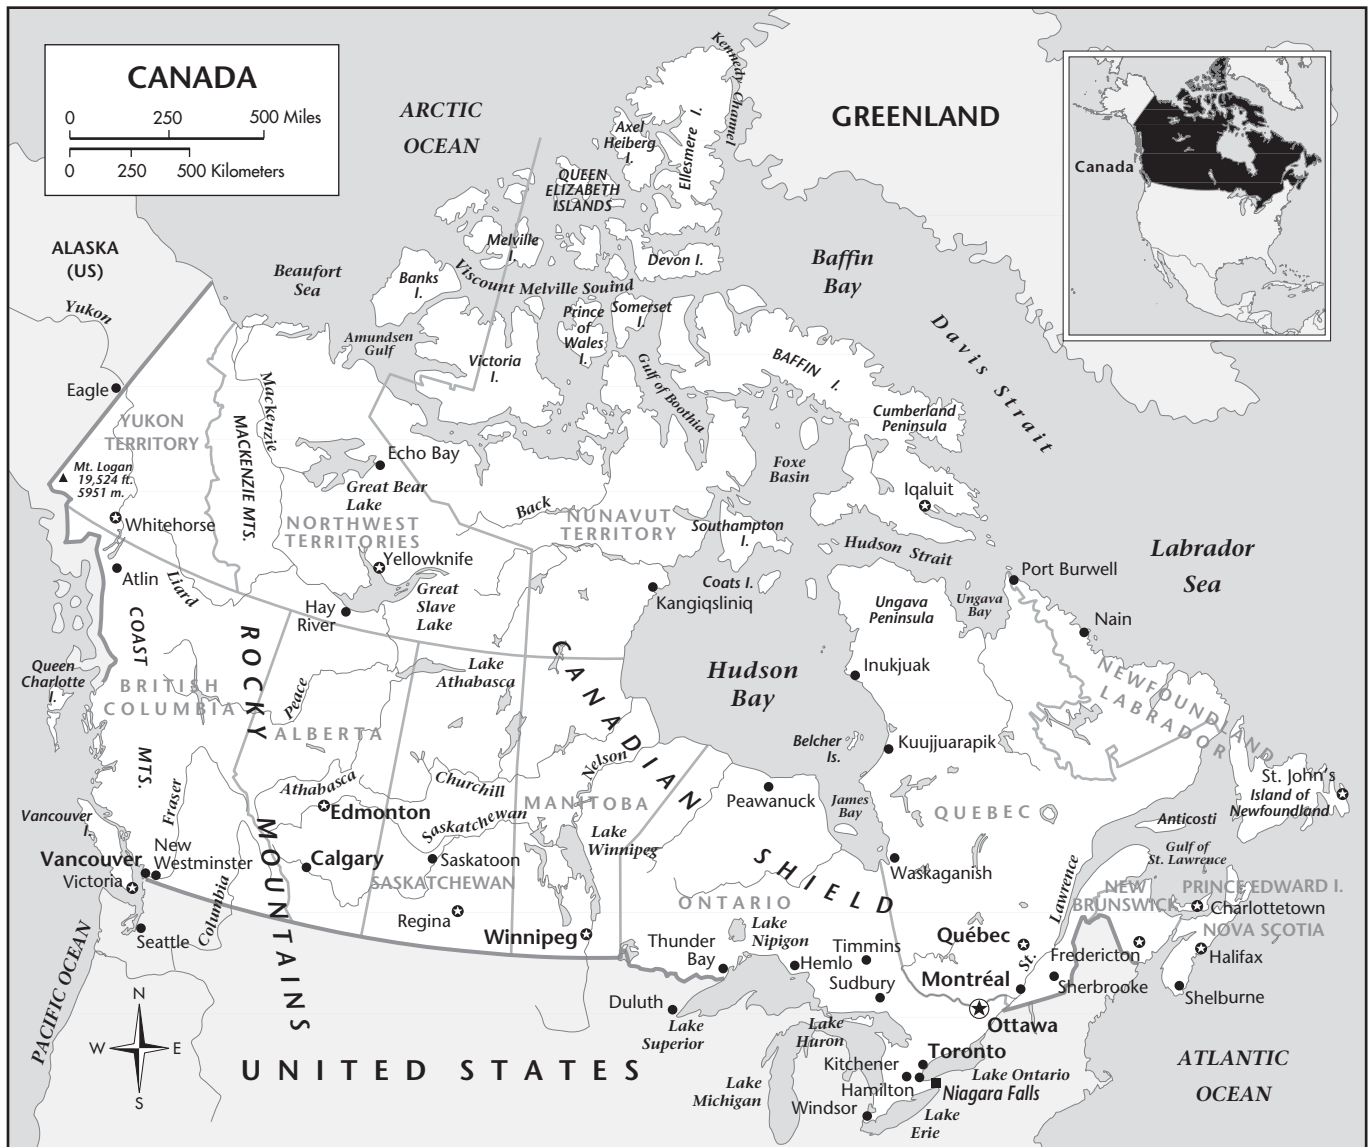 CANADA
0 250 500 Miles
0 250 500 Kilometers
ARCTIC
OCEAN
GREENLAND
Kennedy Channel
Axel
Heiberg
I.
Ellesmere I.
QUEEN
ELIZABETH
ISLANDS
Canada
ALASKA
(US)
Yukon
Beaufort
Sea
Melville
I.
Banks
I.
Devon I.
Viscount Melville Sound
Baffin
Bay
Prince
of
Wales
I.
Somerset
I.
Amundsen
Gulf
Victoria
I.
Gulf of Boothia
BAFFIN I.
Davis Strait
Eagle
Mackenzie
YUKON
TERRITORY
MACKENZIE MTS.
Cumberland
Peninsula
Echo Bay
Mt. Logan
19,524 ft.
5951 m.
Great Bear
Lake
Foxe
Basin
Iqaluit
Back
Whitehorse
NORTHWEST
TERRITORIES
NUNAVUT
TERRITORY
Southampton
I.
Hudson Strait
Labrador
Sea
Yellowknife
Atlin
Liard
Great
Slave
Lake
Hay
River
Coats I.
Kangiqsliniq
Port Burwell
Ungava
Peninsula
Ungava
Bay
Nain
COAST
MTS.
ROCKY
MOUNTAINS
CANADIAN
SHIELD
Queen
Charlotte
I.
Lake
Athabasca
Hudson
Bay
Inukjuak
BRITISH
COLUMBIA
Peace
ALBERTA
NEWFOUNDLAND
LABRADOR
Belcher
Is.
Kuujjuarapik
Athabasca
Churchill
Nelson
Fraser
Edmonton
MANITOBA
Peawanuck
James
Bay
QUEBEC
St. John's
Island of
Newfoundland
Vancouver
I.
Saskatchewan
Lake
Winnipeg
Anticosti
Gulf of
St. Lawrence
Vancouver
New
Westminster
Victoria
Calgary
Saskatoon
SASKATCHEWAN
Waskaganish
St. Lawrence
NEW
BRUNSWICK
PRINCE EDWARD I.
Charlottetown
NOVA SCOTIA
Columbia
Regina
Winnipeg
ONTARIO
Seattle
Thunder
Bay
Lake
Nipigon
Hemlo
Timmins
Sudbury
Québec
Montréal
Fredericton
Halifax
Sherbrooke
Shelburne
PACIFIC OCEAN
N
W E
S
Duluth
Lake
Superior
Lake
Huron
Ottawa
UNITED STATES
Toronto
Kitchener
Lake Ontario
Hamilton
Niagara Falls
Lake
Michigan
Windsor
Lake
Erie
ATLANTIC
OCEAN